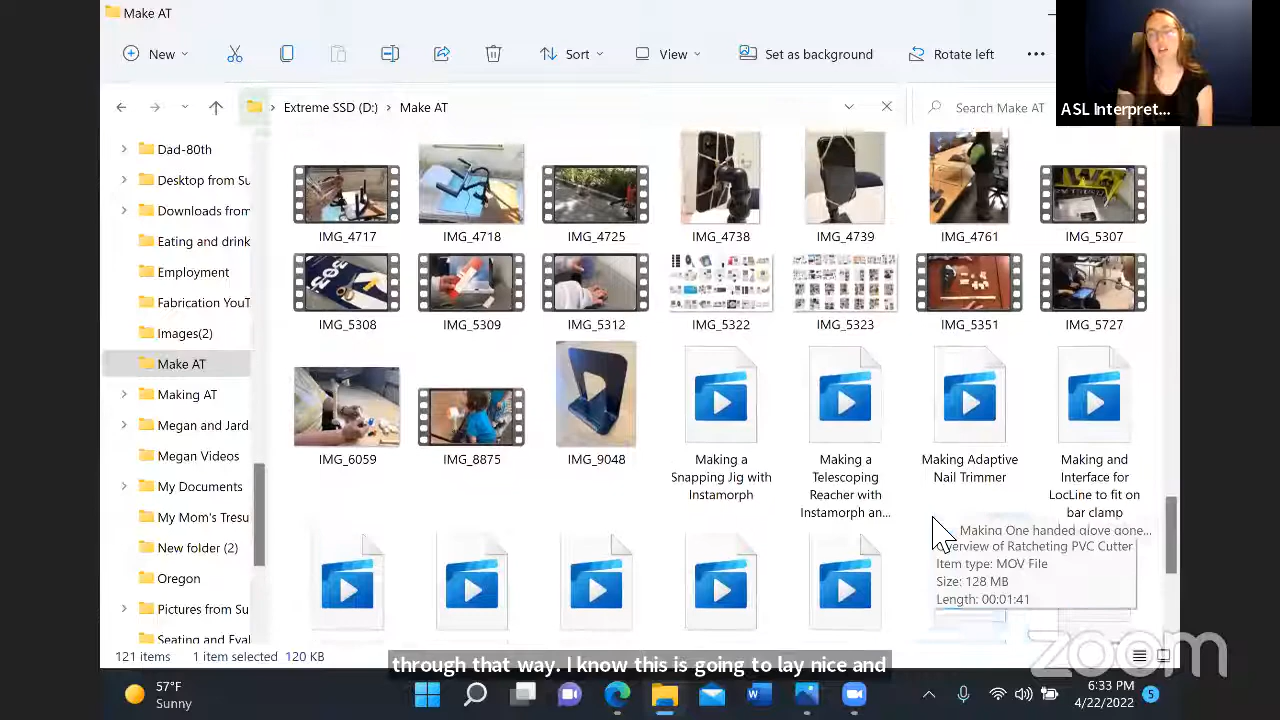 Make AT
New
Sort
View
Set as background
Rotate left
Extreme SSD (D:)
Make AT
Search Make AT
ASL Interpret...
Dad-80th
Desktop from Su
Downloads from
Eating and drink
Employment
Fabrication YouT
Images(2)
Make AT
Making AT
Megan and Jard
Megan Videos
My Documents
My Mom's Tresu
New folder (2)
Oregon
Pictures from Su
Seating and Eval
IMG_4717
IMG_4718
IMG_4725
IMG_4738
IMG_4739
IMG_4761
IMG_5307
IMG_5308
IMG_5309
IMG_5312
IMG_5322
IMG_5323
IMG_5351
IMG_5727
IMG_6059
IMG_8875
IMG_9048
Making a
Snapping Jig with
Instamorph
Making a
Telescoping
Reacher with
Instamorph an...
Making Adaptive
Nail Trimmer
Making and
Interface for
LocLine to fit on
bar clamp
Making One handed glove gone...
Overview of Ratcheting PVC Cutter
Item type: MOV File
Size: 128 MB
Length: 00:01:41
121 items
1 item selected
120 KB
through that way. I know this is going to lay nice and
zoom
57°F
Sunny
6:33 PM
4/22/2022
5